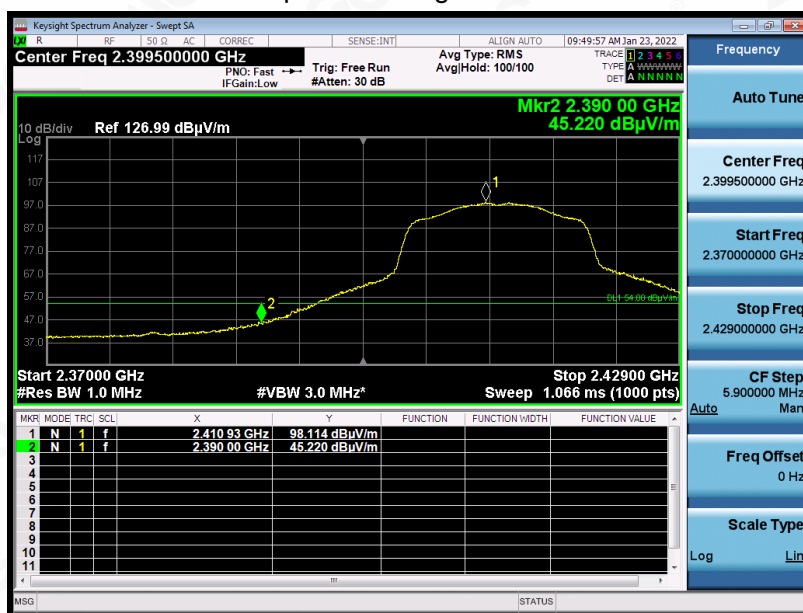 Keysight Spectrum Analyzer - Swept SA
LXI R RF 50 Ω AC CORREC SENSE:INT ALIGN AUTO 09:49:57 AM Jan 23, 2022
Center Freq 2.399500000 GHz
PNO: Fast
IFGain:Low
Trig: Free Run
#Atten: 30 dB
Avg Type: RMS
Avg|Hold: 100/100
TRACE 1 2 3 4 5 6
TYPE A WWWWW
DET A N N N N N
Mkr2 2.390 00 GHz
45.220 dBµV/m
10 dB/div Ref 126.99 dBµV/m
Log
117
107
97.0
87.0
77.0
67.0
57.0
47.0
37.0
1
2
DL1 54.00 dBµV/m
Start 2.37000 GHz Stop 2.42900 GHz
#Res BW 1.0 MHz #VBW 3.0 MHz* Sweep 1.066 ms (1000 pts)
MKR MODE TRC SCL X Y FUNCTION FUNCTION WIDTH FUNCTION VALUE
1 N 1 f 2.410 93 GHz 98.114 dBµV/m
2 N 1 f 2.390 00 GHz 45.220 dBµV/m
3
4
5
6
7
8
9
10
11
MSG STATUS
Frequency
Auto Tune
Center Freq
2.399500000 GHz
Start Freq
2.370000000 GHz
Stop Freq
2.429000000 GHz
CF Step
5.900000 MHz
Auto Man
Freq Offset
0 Hz
Scale Type
Log Lin